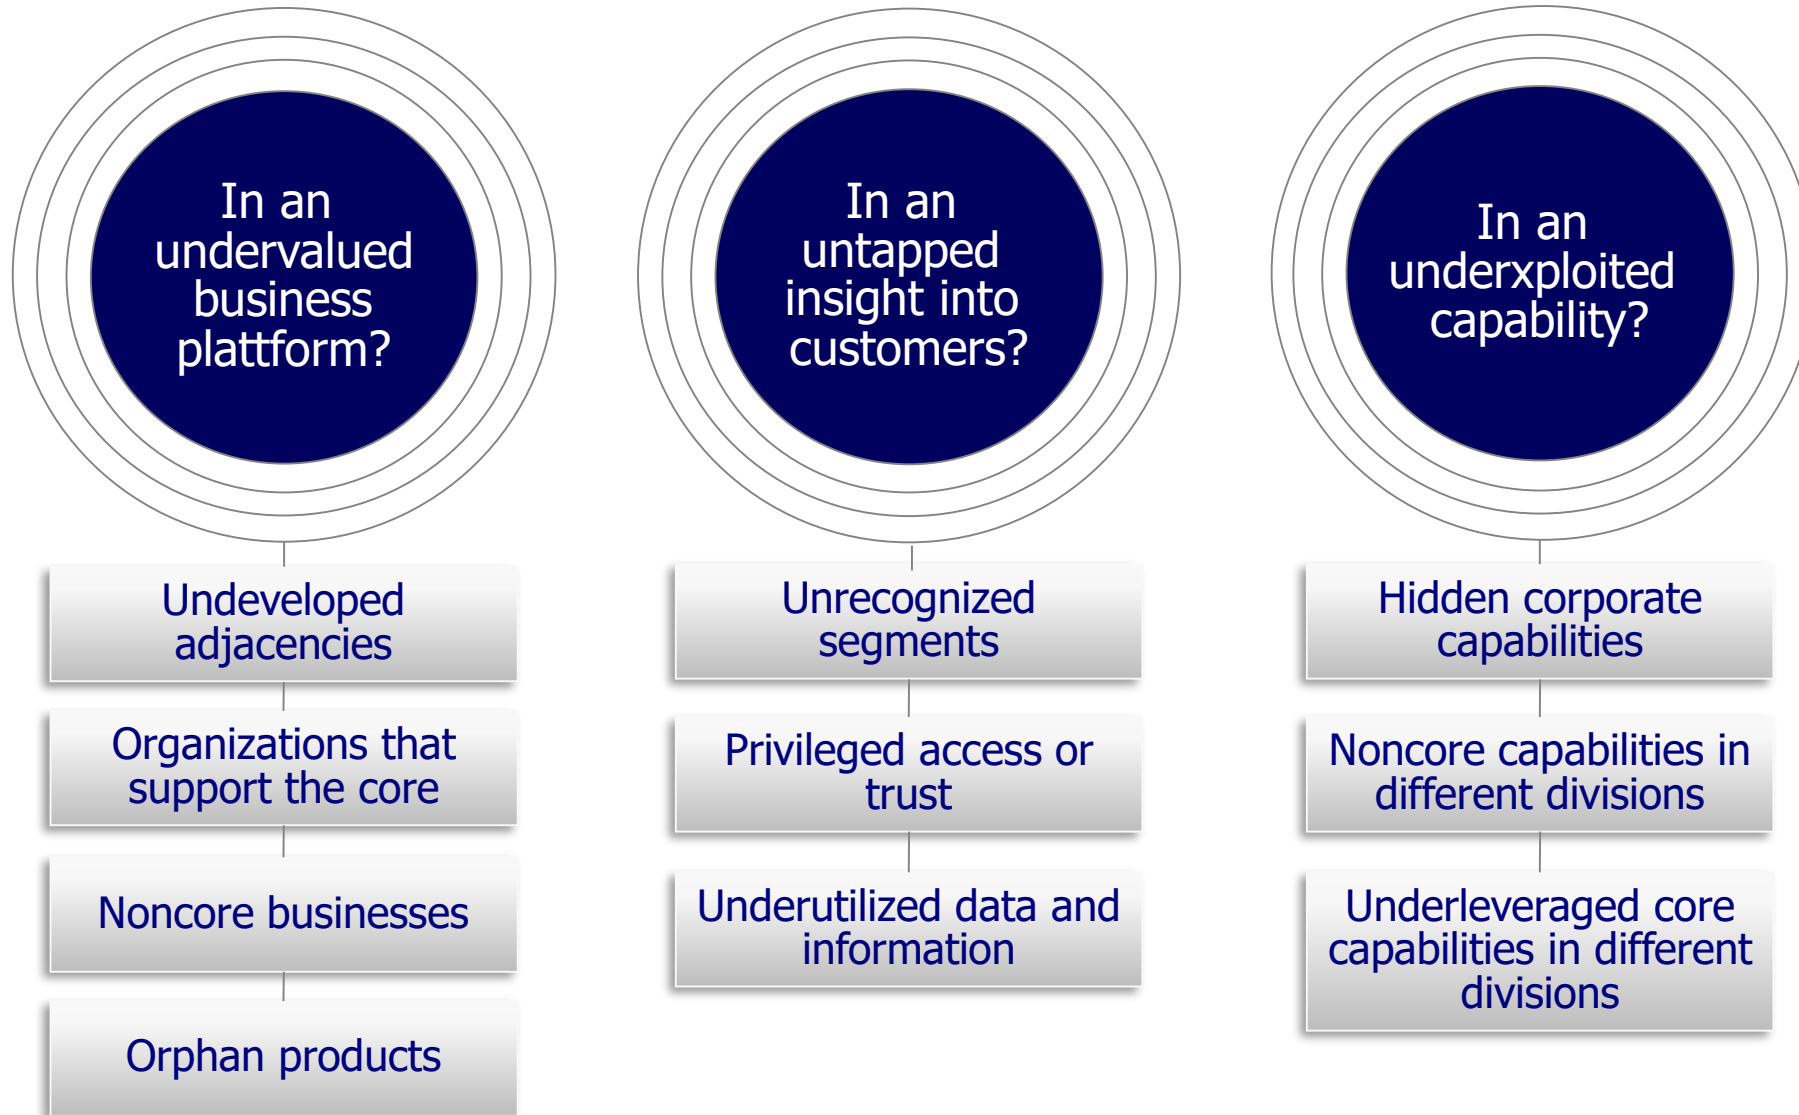 In an
undervalued
business
plattform?
Undeveloped
adjacencies
Organizations that
support the core
Noncore businesses
Orphan products
In an
untapped
insight into
customers?
Unrecognized
segments
Privileged access or
trust
Underutilized data and
information
In an
underxploited
capability?
Hidden corporate
capabilities
Noncore capabilities in
different divisions
Underleveraged core
capabilities in different
divisions